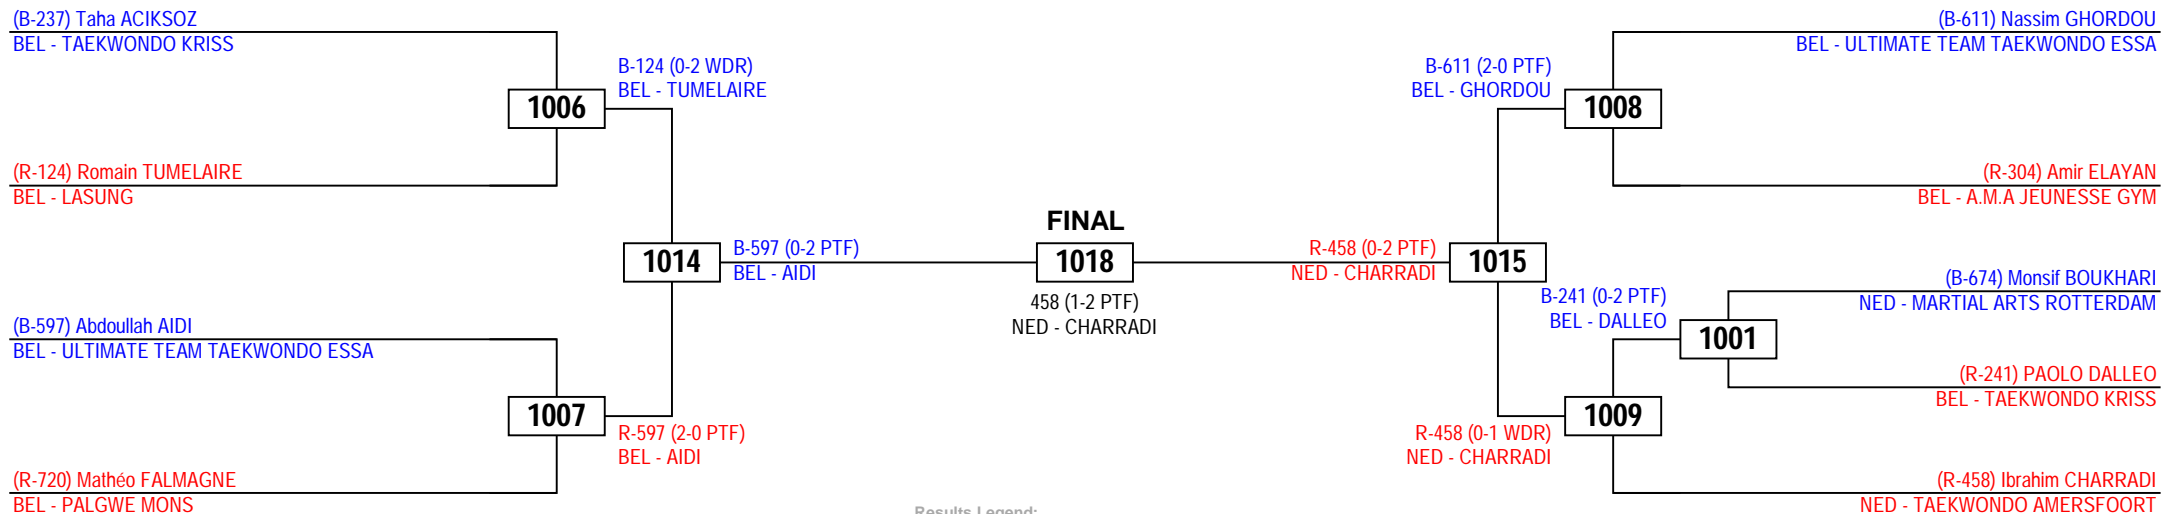 (B-237) Taha ACIKSOZ
BEL - TAEKWONDO KRISS
B-124 (0-2 WDR)
BEL - TUMELAIRE
1006
(R-124) Romain TUMELAIRE
BEL - LASUNG
1014
B-597 (0-2 PTF)
BEL - AIDI
(B-597) Abdoullah AIDI
BEL - ULTIMATE TEAM TAEKWONDO ESSA
1007
R-597 (2-0 PTF)
BEL - AIDI
(R-720) Mathéo FALMAGNE
BEL - PALGWE MONS
FINAL
1018
458 (1-2 PTF)
NED - CHARRADI
(B-611) Nassim GHORDOU
BEL - ULTIMATE TEAM TAEKWONDO ESSA
B-611 (2-0 PTF)
BEL - GHORDOU
1008
(R-304) Amir ELAYAN
BEL - A.M.A JEUNESSE GYM
R-458 (0-2 PTF)
NED - CHARRADI
1015
(B-674) Monsif BOUKHARI
NED - MARTIAL ARTS ROTTERDAM
B-241 (0-2 PTF)
BEL - DALLEO
1001
(R-241) PAOLO DALLEO
BEL - TAEKWONDO KRISS
1009
R-458 (0-1 WDR)
NED - CHARRADI
(R-458) Ibrahim CHARRADI
NED - TAEKWONDO AMERSFOORT
Results Legend: